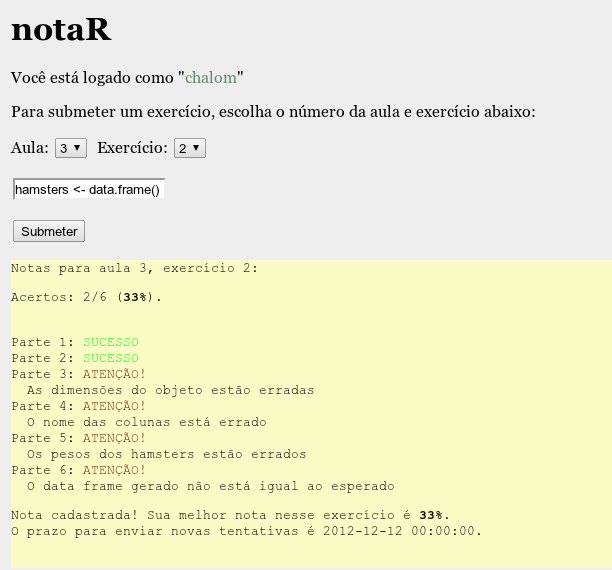 notaR
Você está logado como "chalom"
Para submeter um exercício, escolha o número da aula e exercício abaixo:
Aula: 3 Exercício: 2
hamsters <- data.frame()
Submeter
Notas para aula 3, exercício 2:
Acertos: 2/6 (33%).
Parte 1: SUCESSO
Parte 2: SUCESSO
Parte 3: ATENÇÃO!
As dimensões do objeto estão erradas
Parte 4: ATENÇÃO!
O nome das colunas está errado
Parte 5: ATENÇÃO!
Os pesos dos hamsters estão errados
Parte 6: ATENÇÃO!
O data frame gerado não está igual ao esperado
Nota cadastrada! Sua melhor nota nesse exercício é 33%.
O prazo para enviar novas tentativas é 2012-12-12 00:00:00.